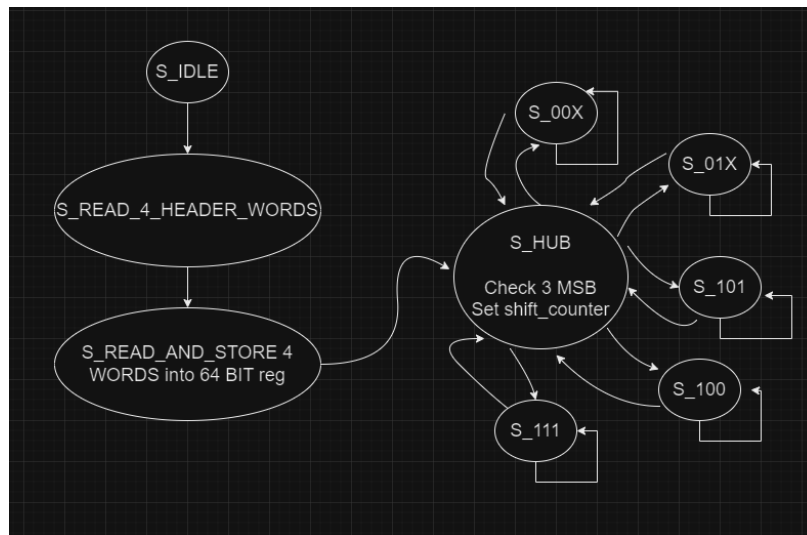 S_IDLE
S_READ_4_HEADER_WORDS
S_READ_AND_STORE 4
WORDS into 64 BIT reg
S_00X
S_01X
S_HUB
Check 3 MSB
Set shift_counter
S_101
S_100
S_111